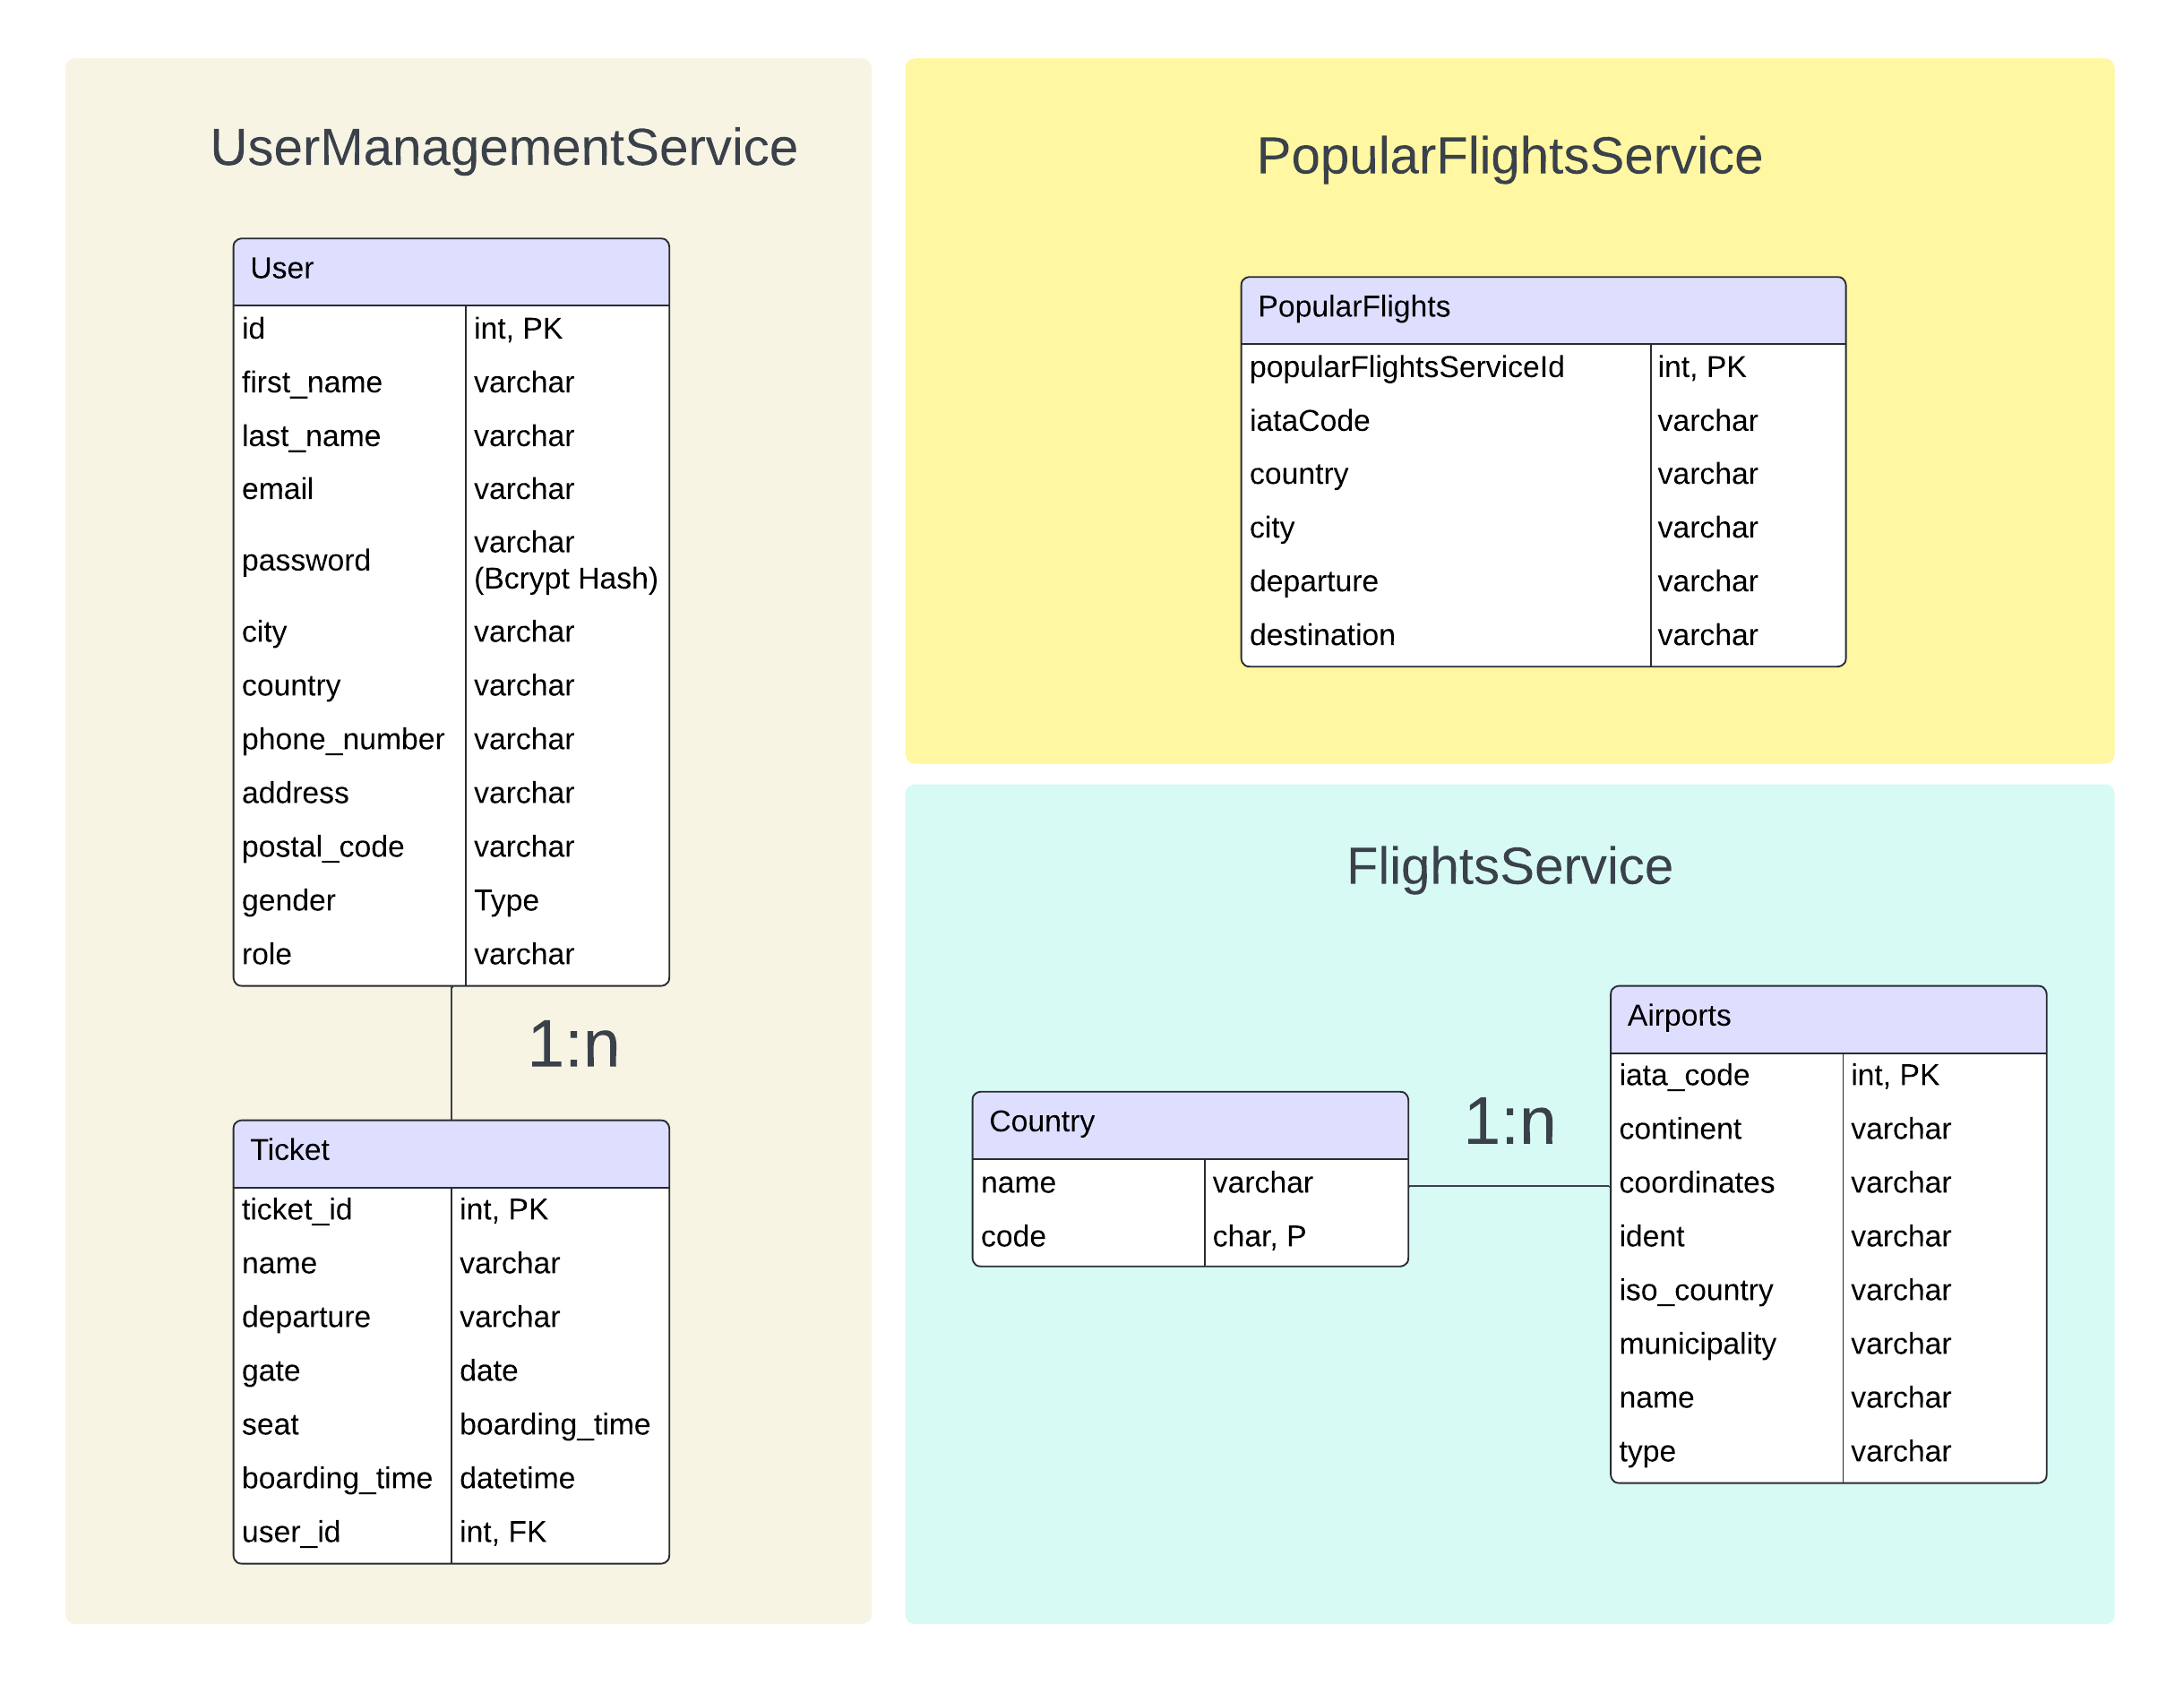 UserManagementService
User
id int, PK
first_name varchar
last_name varchar
email varchar
password varchar
(Bcrypt Hash)
city varchar
country varchar
phone_number varchar
address varchar
postal_code varchar
gender Type
role varchar
1:n
Ticket
ticket_id int, PK
name varchar
departure varchar
gate date
seat boarding_time
boarding_time datetime
user_id int, FK
PopularFlightsService
PopularFlights
popularFlightsServiceId int, PK
iataCode varchar
country varchar
city varchar
departure varchar
destination varchar
FlightsService
Country
name varchar
code char, P
1:n
Airports
iata_code int, PK
continent varchar
coordinates varchar
ident varchar
iso_country varchar
municipality varchar
name varchar
type varchar